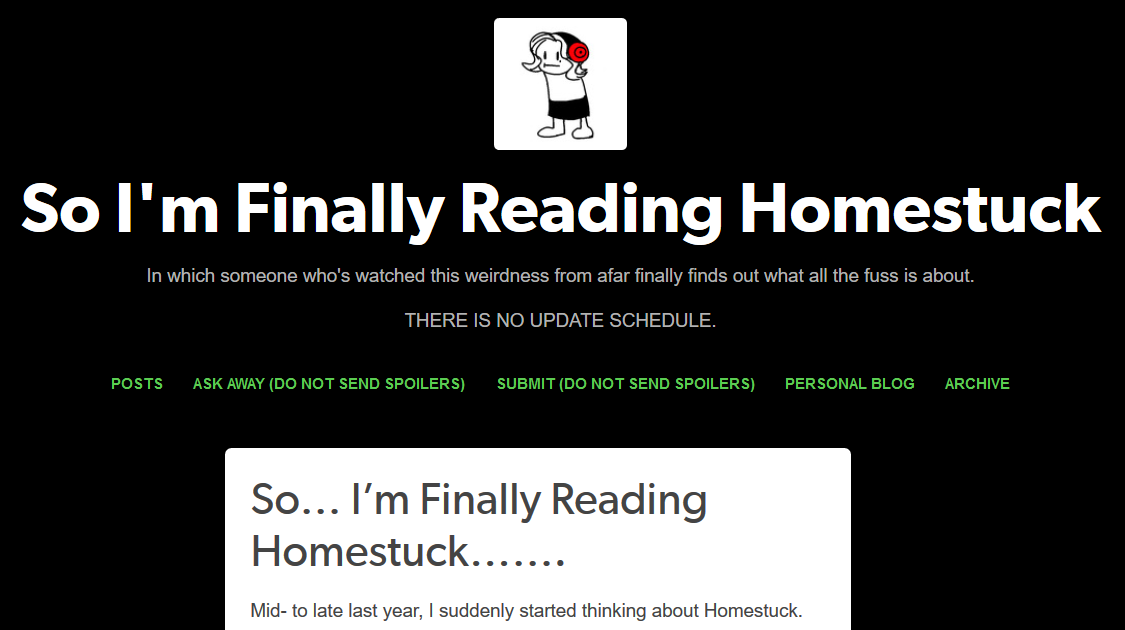 So I'm Finally Reading Homestuck
In which someone who's watched this weirdness from afar finally finds out what all the fuss is about.
THERE IS NO UPDATE SCHEDULE.
POSTS ASK AWAY (DO NOT SEND SPOILERS) SUBMIT (DO NOT SEND SPOILERS) PERSONAL BLOG ARCHIVE
So… I’m Finally Reading
Homestuck…….
Mid- to late last year, I suddenly started thinking about Homestuck.